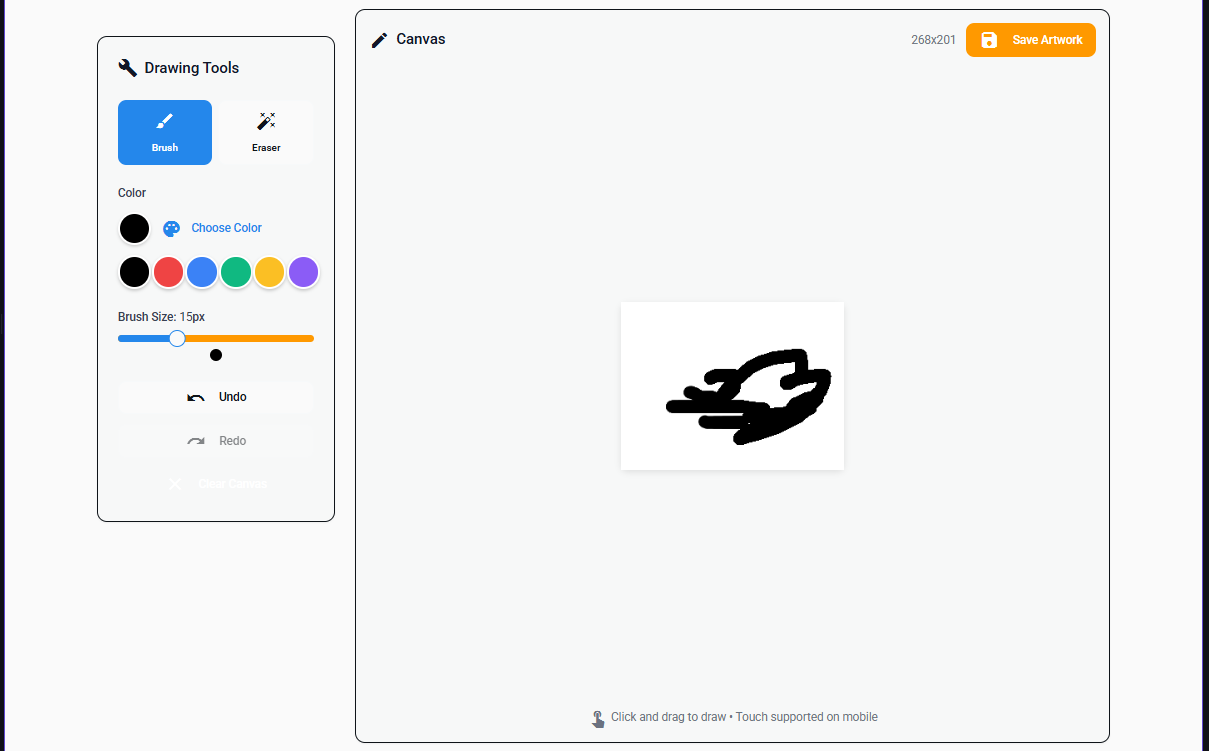 Drawing Tools
Brush
Eraser
Color
Choose Color
Brush Size: 15px
Undo
Redo
Clear Canvas
Canvas
268x201
Save Artwork
Click and drag to draw • Touch supported on mobile